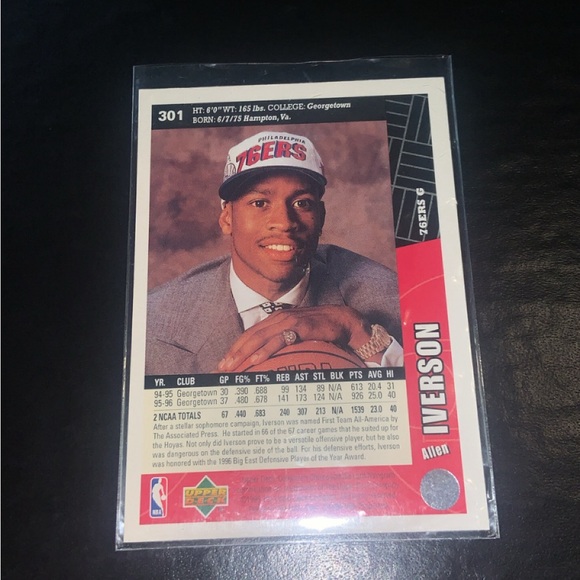 301 HT: 6'0" WT: 165 lbs. COLLEGE: Georgetown
BORN: 6/7/75 Hampton, Va.
PHILADELPHIA
76ERS
76ERS G
Allen IVERSON
YR. CLUB GP FG% FT% REB AST STL BLK PTS AVG HI
94-95 Georgetown 30 .390 .688 99 134 89 N/A 613 20.4 31
95-96 Georgetown 37 .480 .678 141 173 124 N/A 926 25.0 40
2 NCAA TOTALS 67 .440 .683 240 307 213 N/A 1539 23.0 40
After a stellar sophomore campaign, Iverson was named First Team All-America by
The Associated Press. He started in 66 of the 67 career games that he suited up for
the Hoyas. Not only did Iverson prove to be a versatile offensive player, but he also
was dangerous on the defensive side of the ball. For his defensive efforts, Iverson
was honored with the 1996 Big East Defensive Player of the Year Award.
NBA
UPPER
DECK